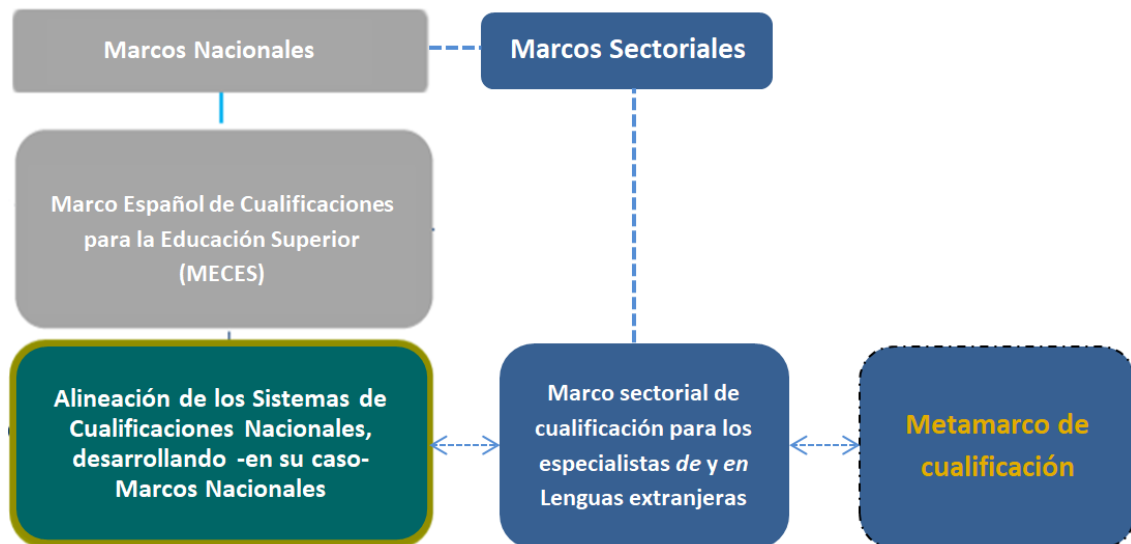 Marcos Nacionales
Marcos Sectoriales
Marco Español de Cualificaciones
para la Educación Superior
(MECES)
Alineación de los Sistemas de
Cualificaciones Nacionales,
desarrollando -en su caso-
Marcos Nacionales
Marco sectorial de
cualificación para los
especialistas de y en
Lenguas extranjeras
Metamarco de
cualificación